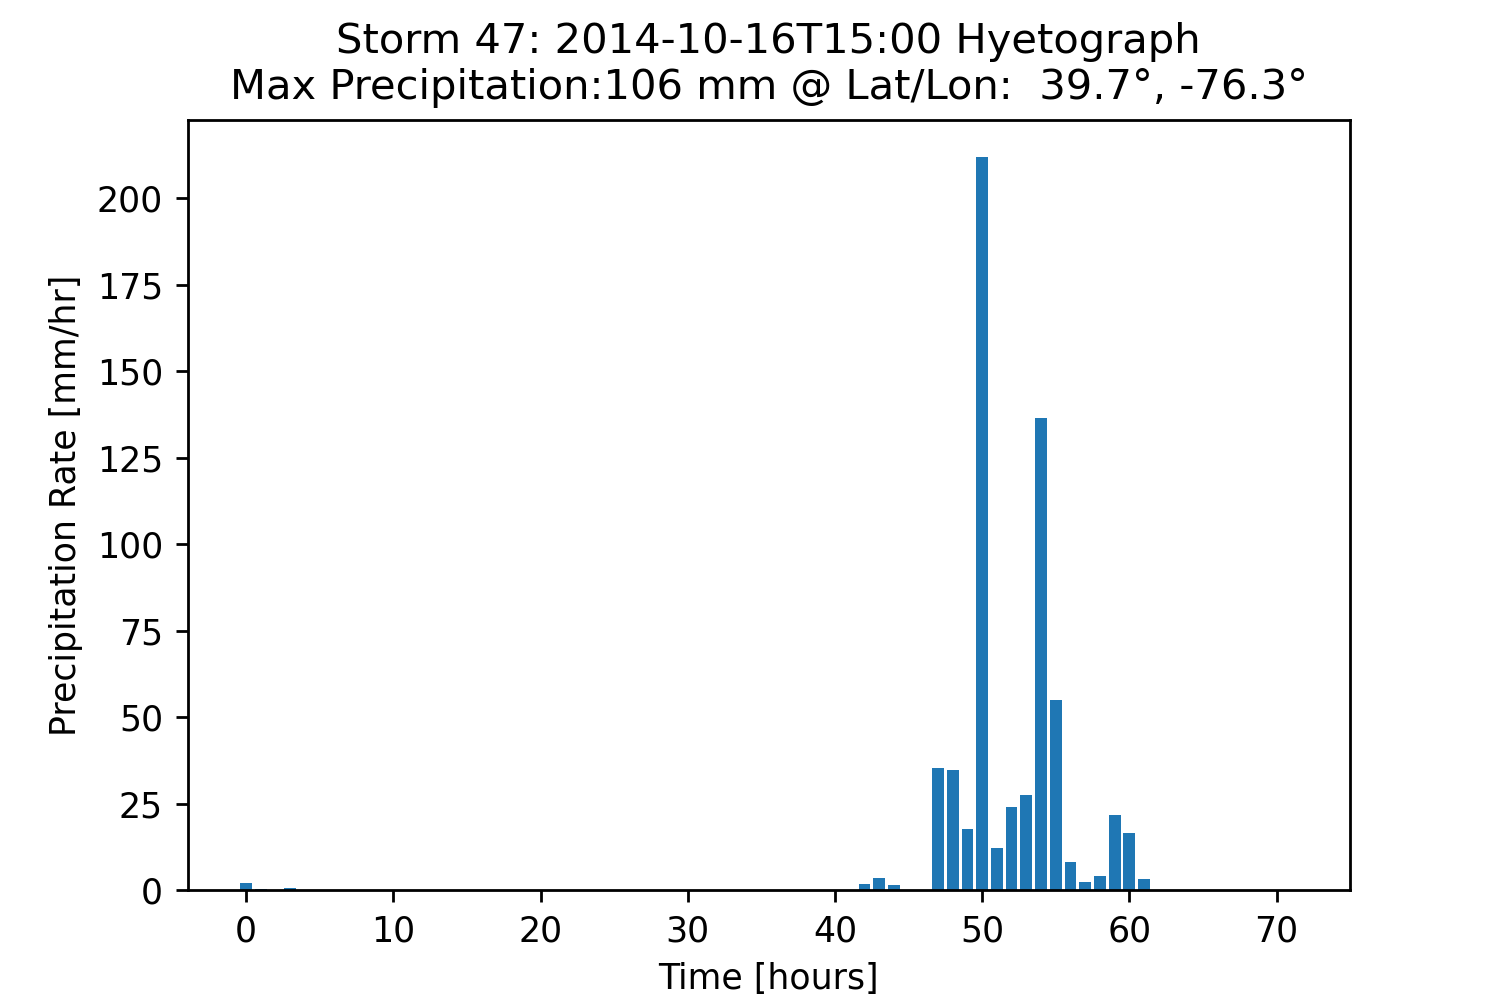 Storm 47: 2014-10-16T15:00 Hyetograph
Max Precipitation:106 mm @ Lat/Lon:  39.7°, -76.3°
200
175
150
125
100
75
50
25
0
Precipitation Rate [mm/hr]
0 10 20 30 40 50 60 70
Time [hours]